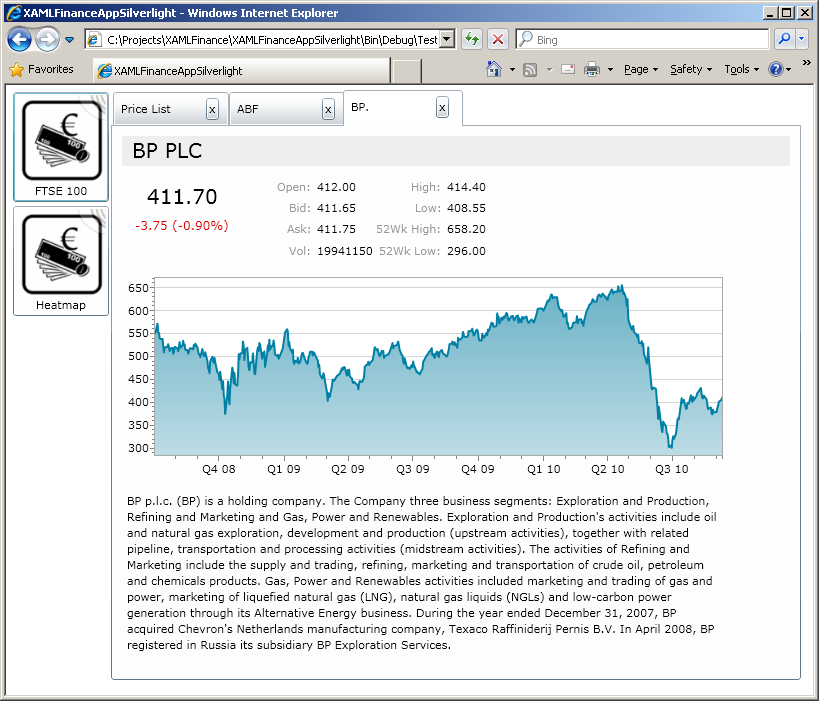 XAMLFinanceAppSilverlight - Windows Internet Explorer
C:\Projects\XAMLFinance\XAMLFinanceAppSilverlight\Bin\Debug\Test
Bing
Favorites
XAMLFinanceAppSilverlight
Page
Safety
Tools
FTSE 100
Heatmap
Price List x
ABF x
BP. x
BP PLC
411.70
-3.75 (-0.90%)
Open: 412.00 High: 414.40
Bid: 411.65 Low: 408.55
Ask: 411.75 52Wk High: 658.20
Vol: 19941150 52Wk Low: 296.00
650
600
550
500
450
400
350
300
Q4 08 Q1 09 Q2 09 Q3 09 Q4 09 Q1 10 Q2 10 Q3 10
BP p.l.c. (BP) is a holding company. The Company three business segments: Exploration and Production,
Refining and Marketing and Gas, Power and Renewables. Exploration and Production's activities include oil
and natural gas exploration, development and production (upstream activities), together with related
pipeline, transportation and processing activities (midstream activities). The activities of Refining and
Marketing include the supply and trading, refining, marketing and transportation of crude oil, petroleum
and chemicals products. Gas, Power and Renewables activities included marketing and trading of gas and
power, marketing of liquefied natural gas (LNG), natural gas liquids (NGLs) and low-carbon power
generation through its Alternative Energy business. During the year ended December 31, 2007, BP
acquired Chevron's Netherlands manufacturing company, Texaco Raffiniderij Pernis B.V. In April 2008, BP
registered in Russia its subsidiary BP Exploration Services.